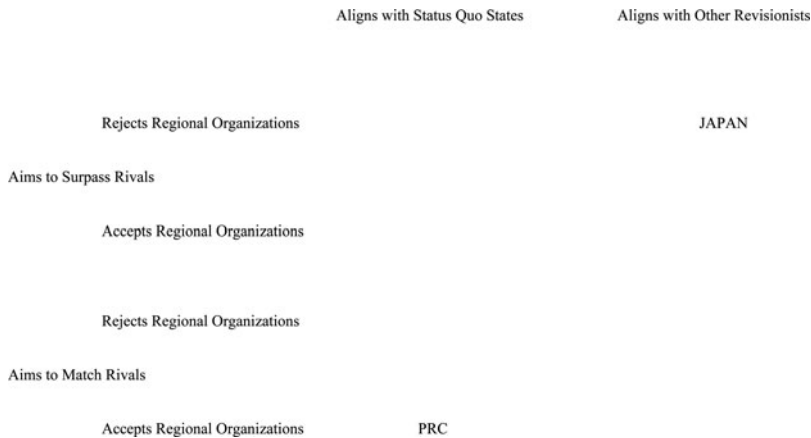 Aligns with Status Quo States Aligns with Other Revisionists
Rejects Regional Organizations JAPAN
Aims to Surpass Rivals
Accepts Regional Organizations
Rejects Regional Organizations
Aims to Match Rivals
Accepts Regional Organizations PRC